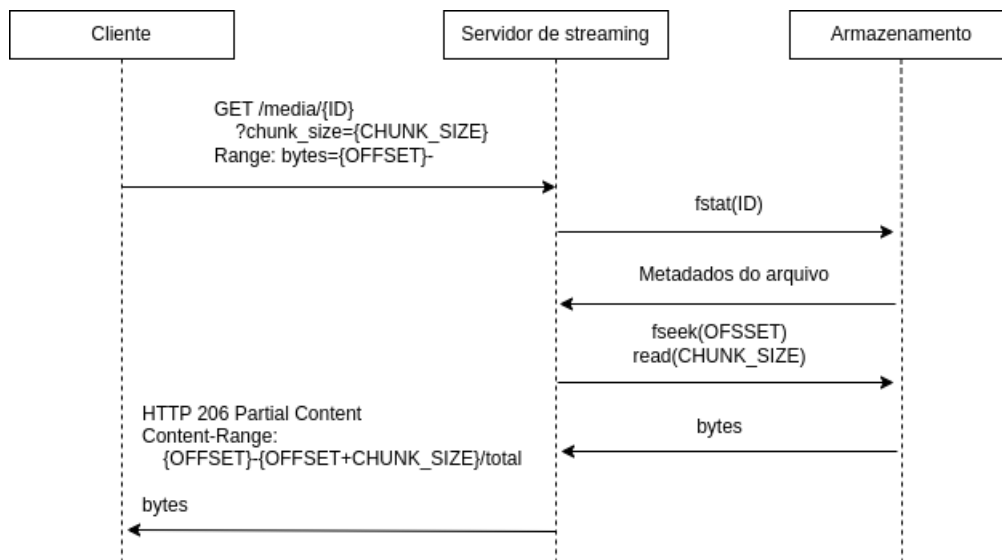 Cliente
Servidor de streaming
Armazenamento
GET /media/{ID}
?chunk_size={CHUNK_SIZE}
Range: bytes={OFFSET}-
fstat(ID)
Metadados do arquivo
fseek(OFSSET)
read(CHUNK_SIZE)
bytes
HTTP 206 Partial Content
Content-Range:
{OFFSET}-{OFFSET+CHUNK_SIZE}/total
bytes